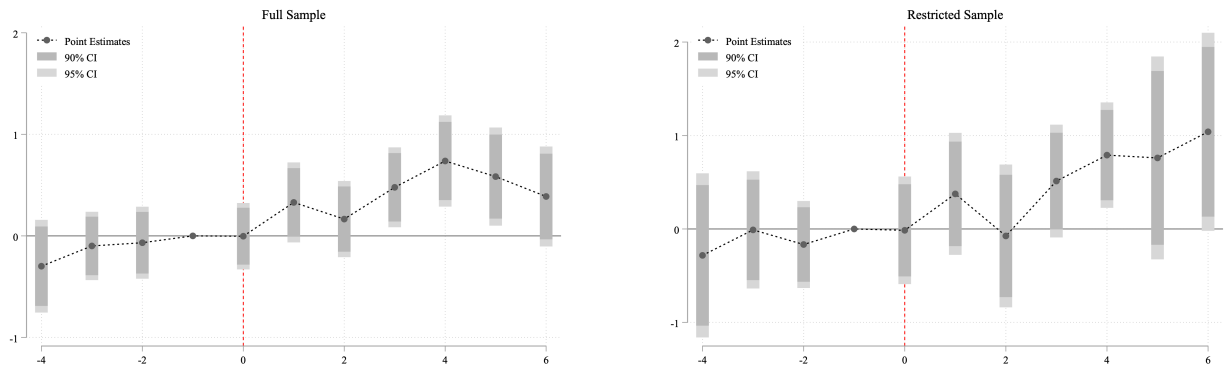 Full Sample
2
1
0
-1
Point Estimates
90% CI
95% CI
-4
-2
0
2
4
6
Restricted Sample
2
1
0
-1
Point Estimates
90% CI
95% CI
-4
-2
0
2
4
6